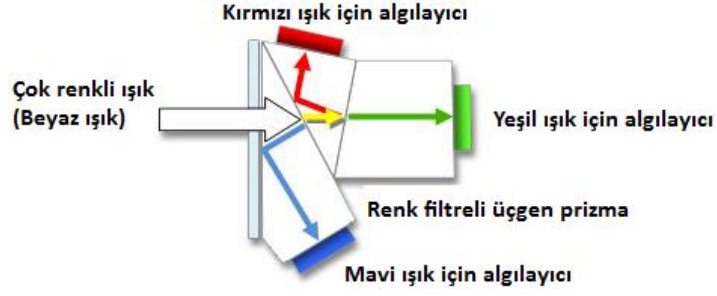 Kırmızı ışık için algılayıcı
Çok renkli ışık
(Beyaz ışık)
Yeşil ışık için algılayıcı
Renk filtreli üçgen prizma
Mavi ışık için algılayıcı